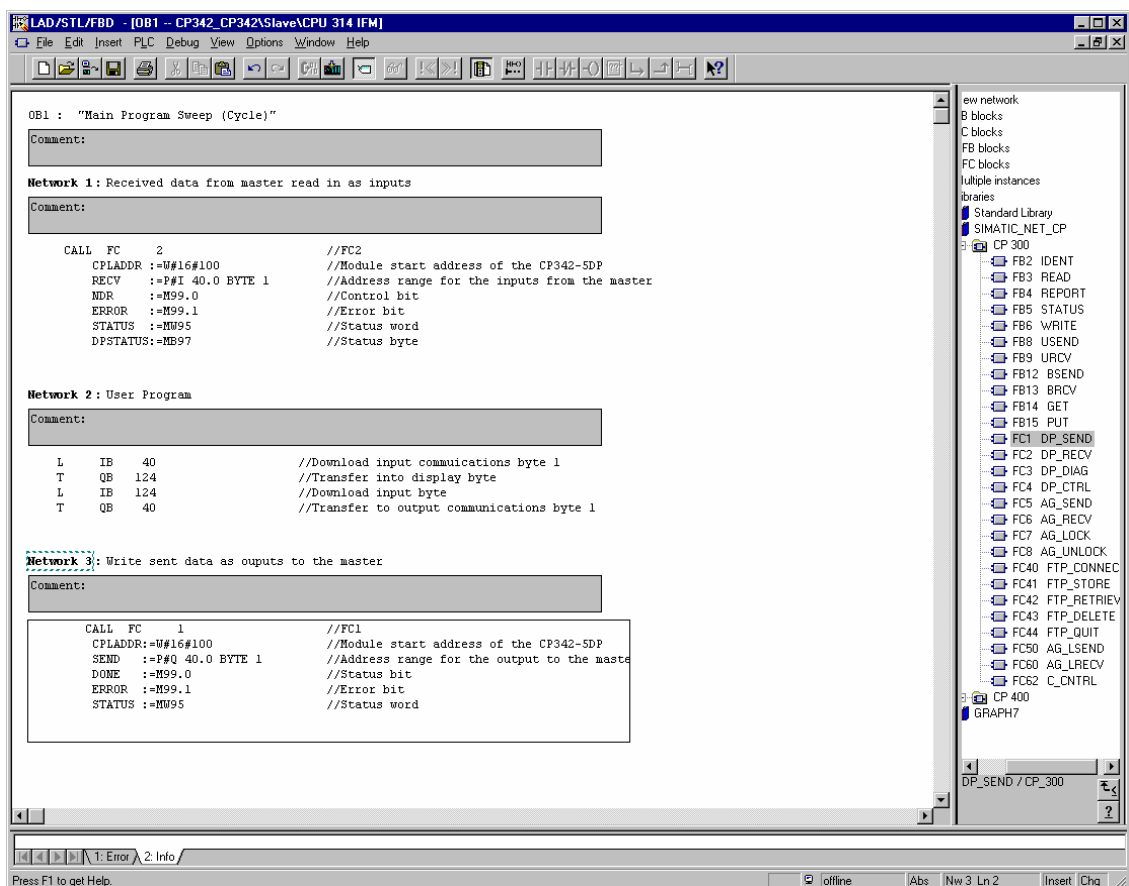 LAD/STL/FBD - [OB1 -- CP342_CP342\Slave\CPU 314 IFM]
File Edit Insert PLC Debug View Options Window Help
OB1 : "Main Program Sweep (Cycle)"
Comment:
Network 1: Received data from master read in as inputs
Comment:
CALL FC 2 //FC2
CPLADDR :=W#16#100 //Module start address of the CP342-5DP
RECV :=P#I 40.0 BYTE 1 //Address range for the inputs from the master
NDR :=M99.0 //Control bit
ERROR :=M99.1 //Error bit
STATUS :=MW95 //Status word
DPSTATUS:=MB97 //Status byte
Network 2: User Program
Comment:
L IB 40 //Download input commuications byte 1
T QB 124 //Transfer into display byte
L IB 124 //Download input byte
T QB 40 //Transfer to output communications byte 1
Network 3: Write sent data as ouputs to the master
Comment:
CALL FC 1 //FC1
CPLADDR:=W#16#100 //Module start address of the CP342-5DP
SEND :=P#Q 40.0 BYTE 1 //Address range for the output to the maste
DONE :=M99.0 //Status bit
ERROR :=M99.1 //Error bit
STATUS :=MW95 //Status word
ew network
B blocks
C blocks
FB blocks
FC blocks
lultiple instances
ibraries
Standard Library
SIMATIC_NET_CP
CP 300
FB2 IDENT
FB3 READ
FB4 REPORT
FB5 STATUS
FB6 WRITE
FB8 USEND
FB9 URCV
FB12 BSEND
FB13 BRCV
FB14 GET
FB15 PUT
FC1 DP_SEND
FC2 DP_RECV
FC3 DP_DIAG
FC4 DP_CTRL
FC5 AG_SEND
FC6 AG_RECV
FC7 AG_LOCK
FC8 AG_UNLOCK
FC40 FTP_CONNEC
FC41 FTP_STORE
FC42 FTP_RETRIEV
FC43 FTP_DELETE
FC44 FTP_QUIT
FC50 AG_LSEND
FC60 AG_LRECV
FC62 C_CNTRL
CP 400
GRAPH7
DP_SEND / CP_300
1: Error 2: Info
Press F1 to get Help. offline Abs Nw 3 Ln 2 Insert Chg